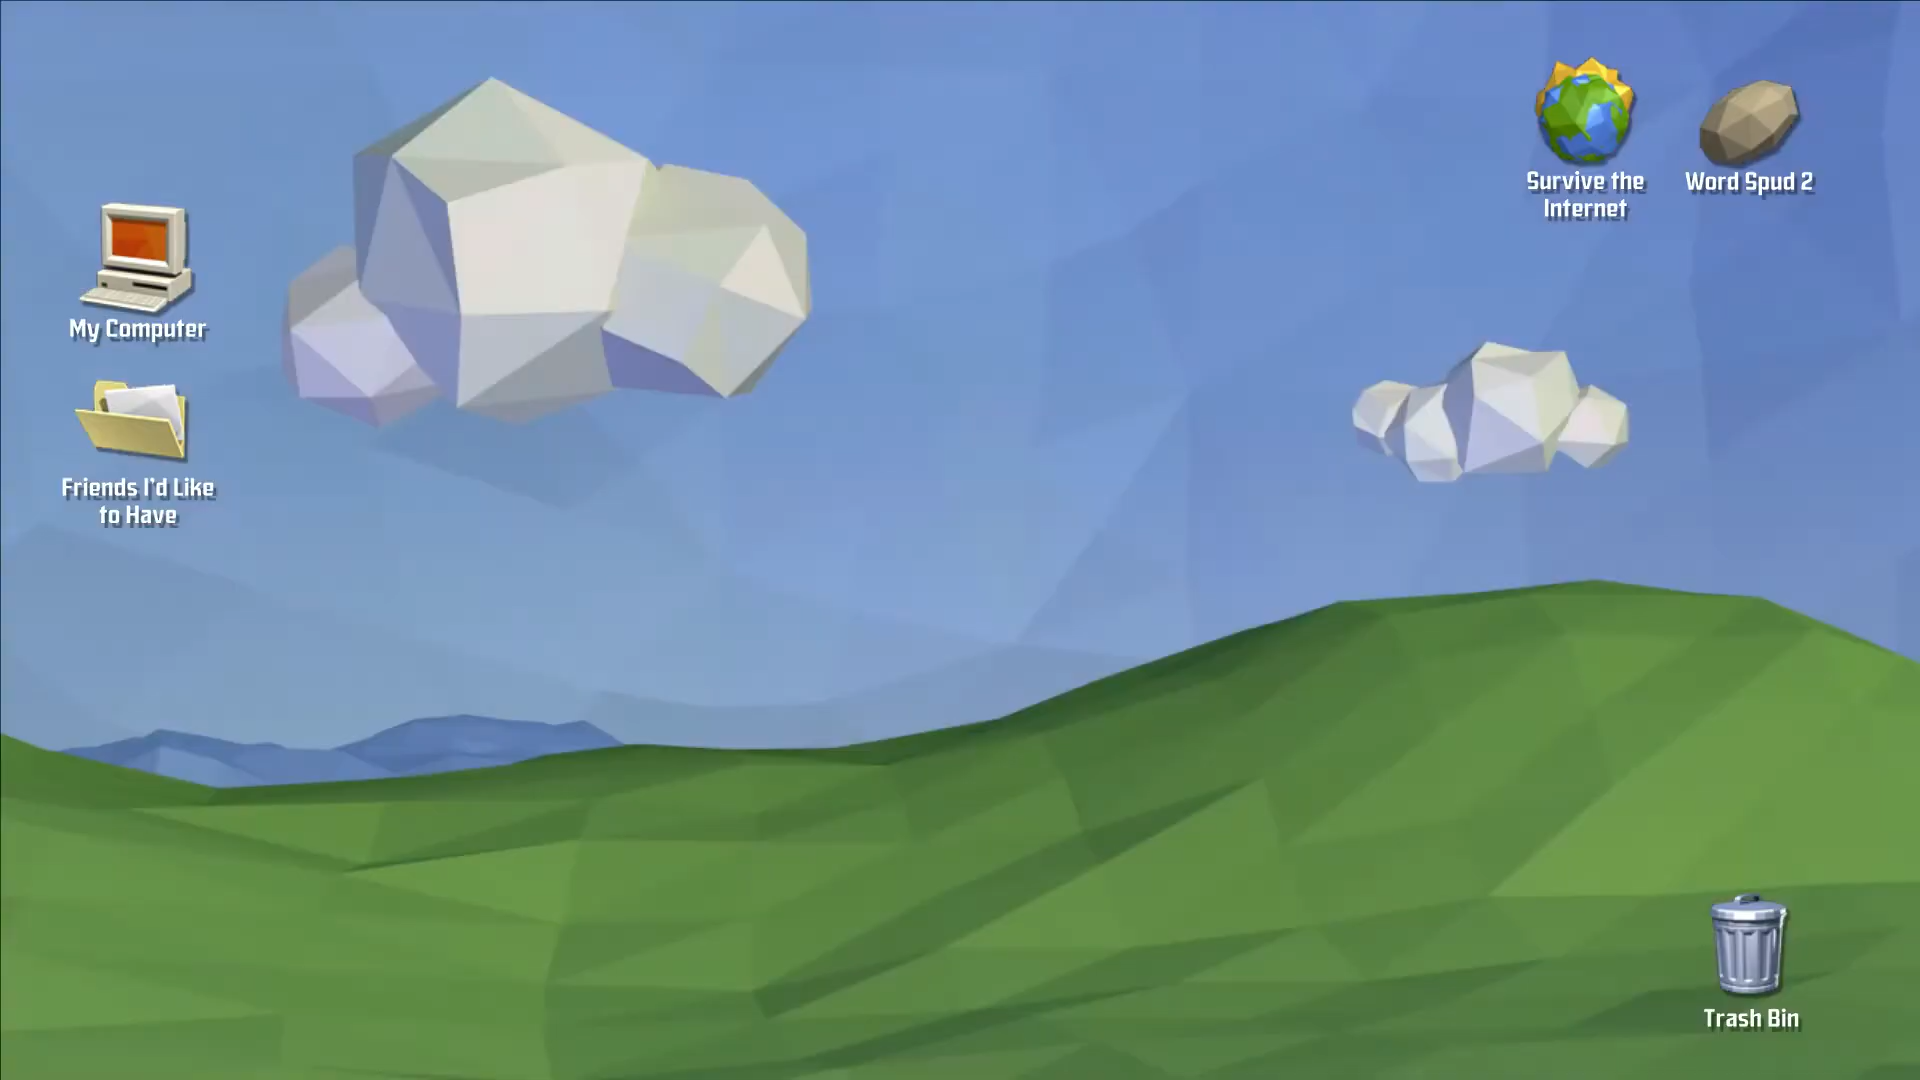 My Computer
Friends I'd Like
to Have
Survive the
Internet
Word Spud 2
Trash Bin